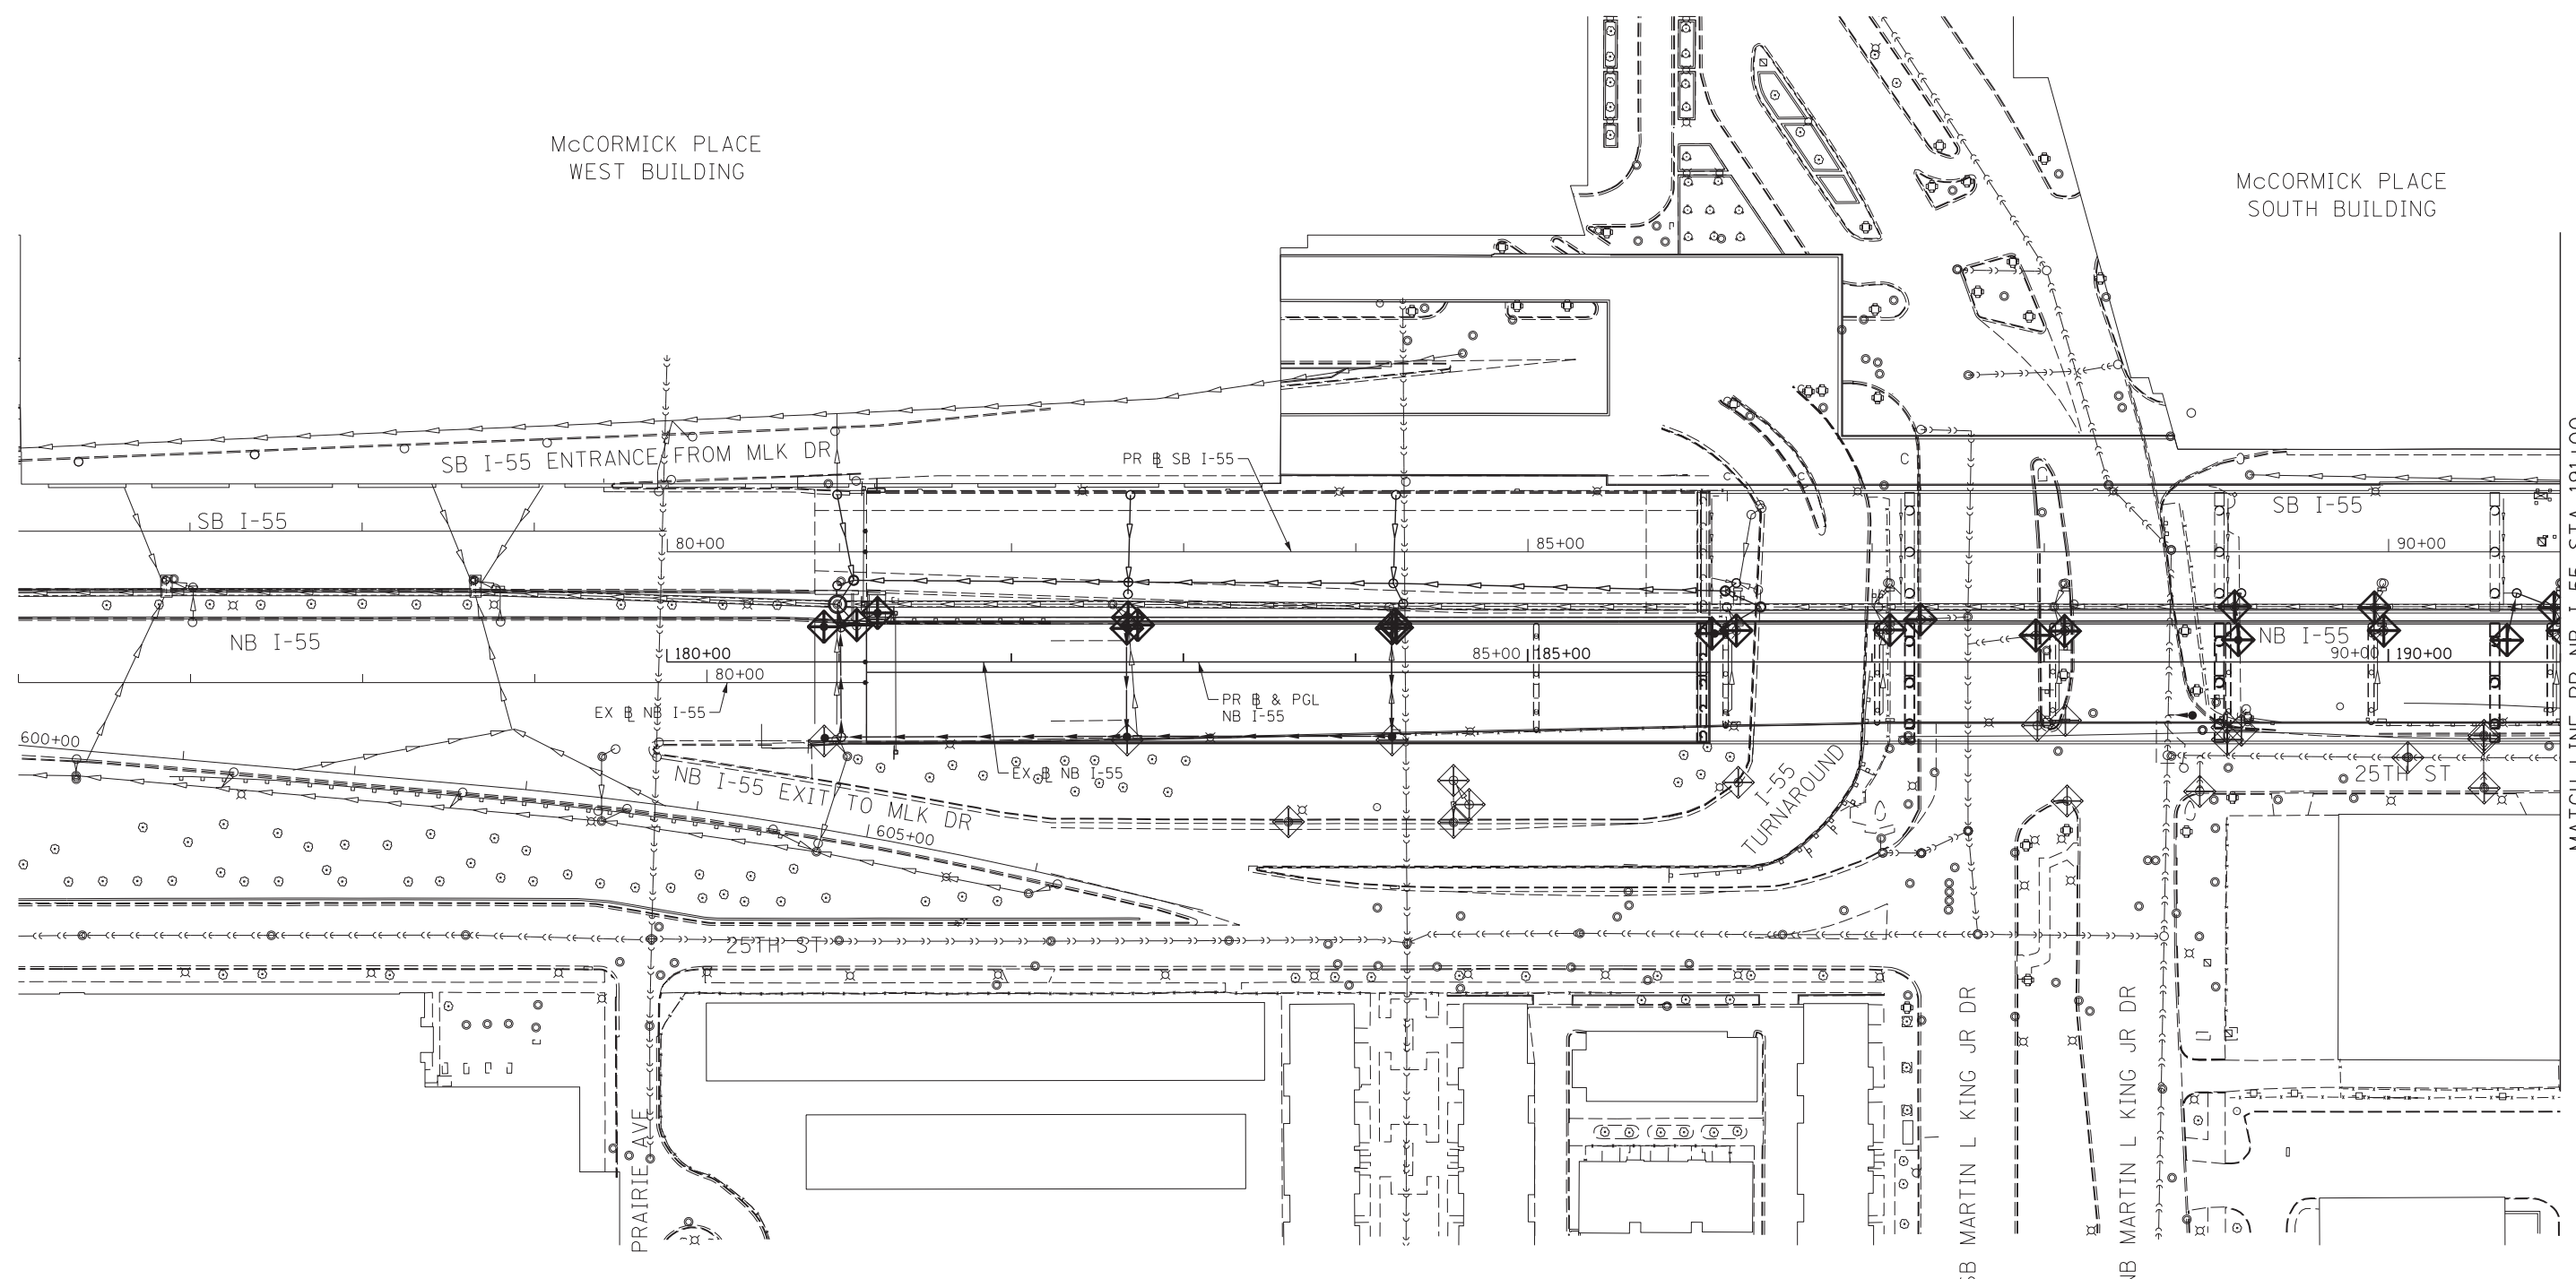 McCORMICK PLACE
WEST BUILDING
McCORMICK PLACE
SOUTH BUILDING
SB I-55 ENTRANCE FROM MLK DR
PR ℄ SB I-55
SB I-55
SB I-55
80+00
85+00
90+00
NB I-55
NB I-55
180+00
85+00
185+00
90+00
190+00
80+00
EX ℄ NB I-55
PR ℄ & PGL
NB I-55
600+00
EX ℄ NB I-55
NB I-55 EXIT TO MLK DR
605+00
I-55
TURNAROUND
25TH ST
25TH ST
PRAIRIE AVE
SB MARTIN L KING JR DR
NB MARTIN L KING JR DR
C
C
C